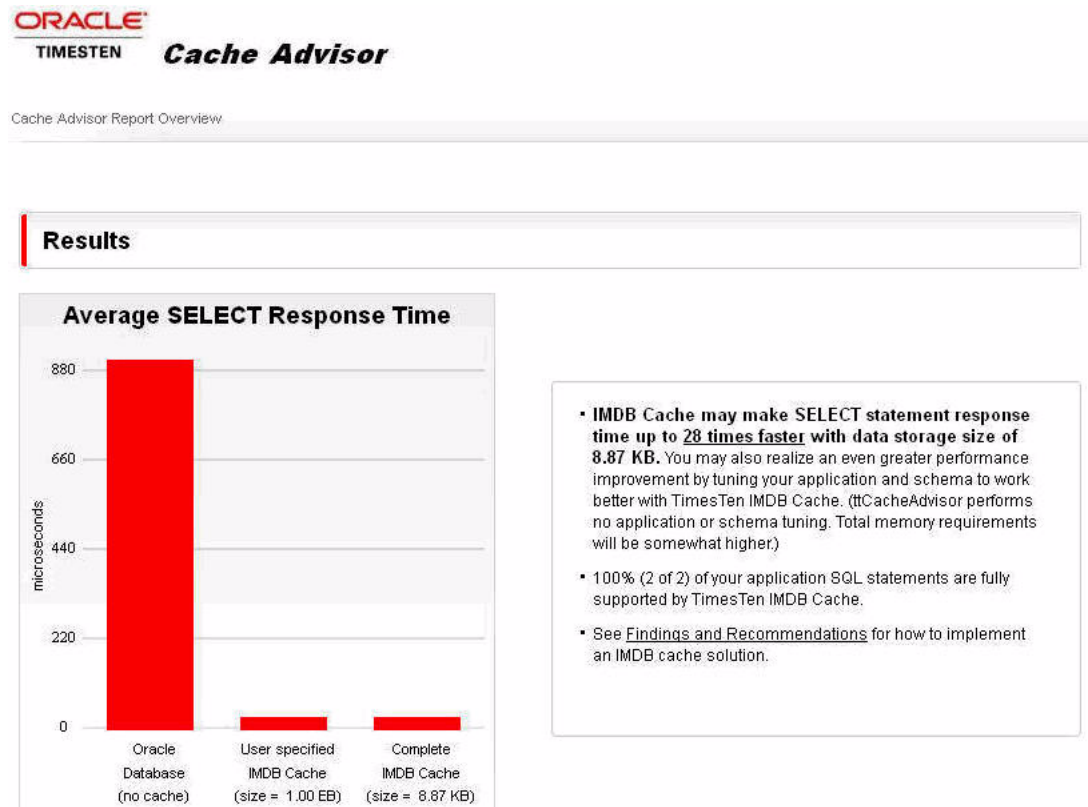 ORACLE
TIMESTEN
Cache Advisor
Cache Advisor Report Overview
Results
Average SELECT Response Time
880
660
440
220
0
microseconds
Oracle
Database
(no cache)
User specified
IMDB Cache
(size = 1.00 EB)
Complete
IMDB Cache
(size = 8.87 KB)
▪ IMDB Cache may make SELECT statement response
time up to 28 times faster with data storage size of
8.87 KB. You may also realize an even greater performance
improvement by tuning your application and schema to work
better with TimesTen IMDB Cache. (ttCacheAdvisor performs
no application or schema tuning. Total memory requirements
will be somewhat higher.)
▪ 100% (2 of 2) of your application SQL statements are fully
supported by TimesTen IMDB Cache.
▪ See Findings and Recommendations for how to implement
an IMDB cache solution.